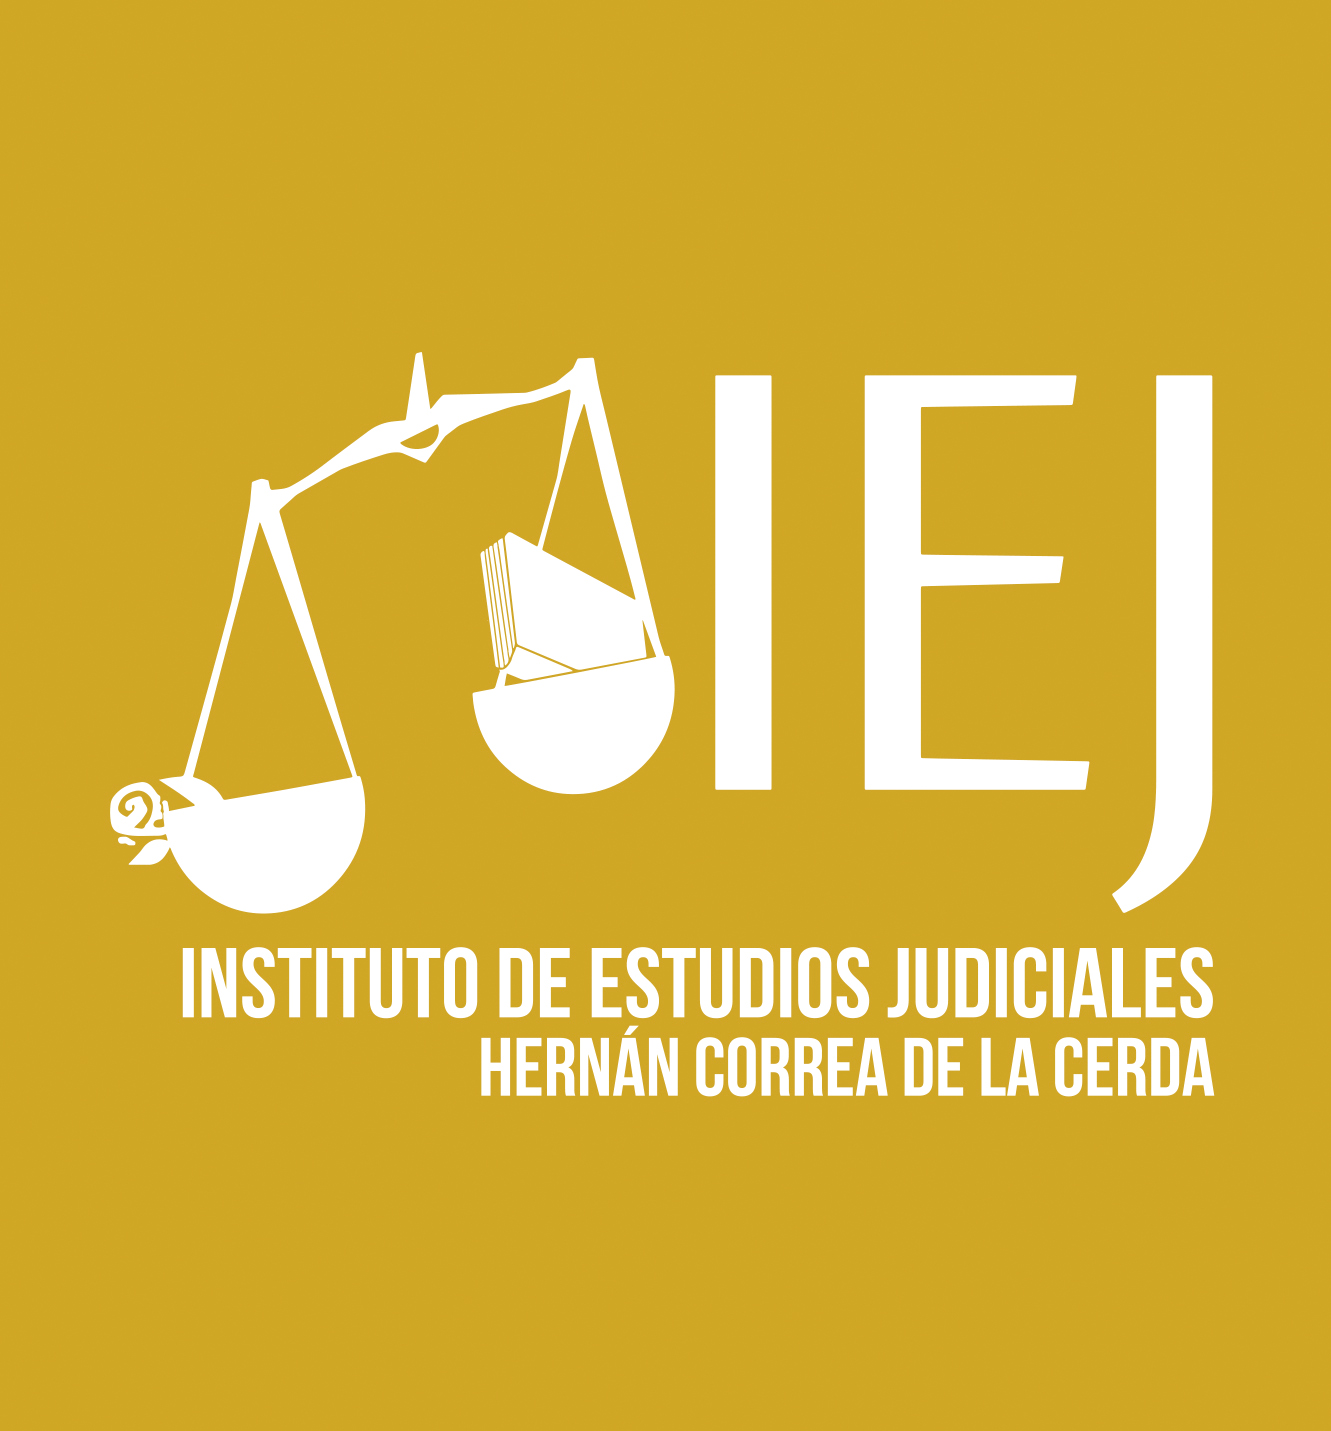 IEJ
INSTITUTO DE ESTUDIOS JUDICIALES
HERNÁN CORREA DE LA CERDA